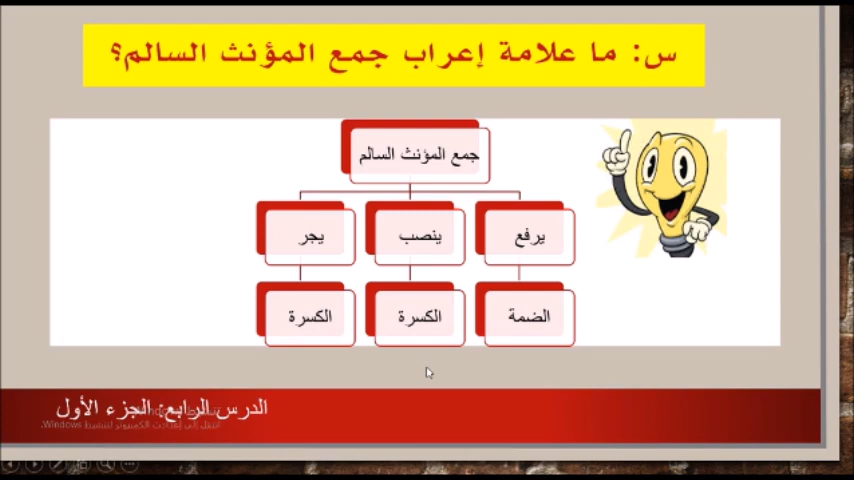 س: ما علامة إعراب جمع المؤنث السالم؟
جمع المؤنث السالم
يرفع ينصب يجر
الضمة الكسرة الكسرة
الدرس الرابع: الجزء الأول
انتقل إلى إعدادات الكمبيوتر لتنشيط Windows.